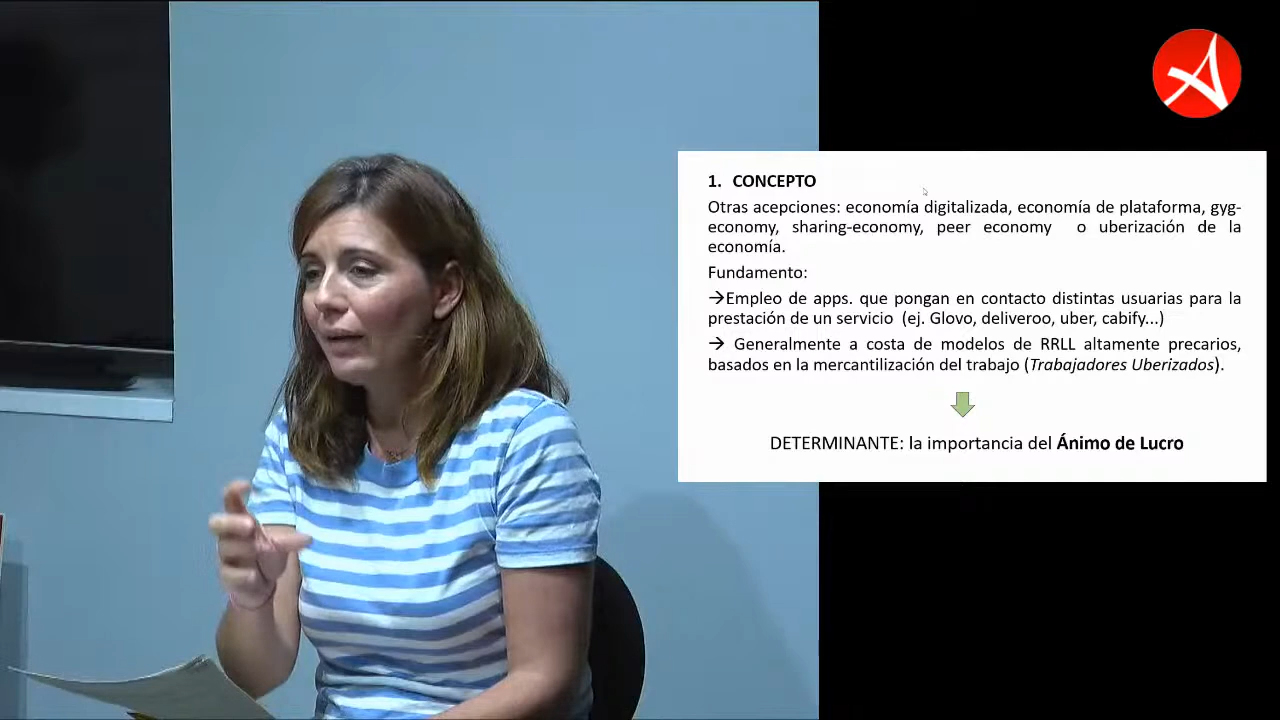 1. CONCEPTO
Otras acepciones: economía digitalizada, economía de plataforma, gyg-
economy, sharing-economy, peer economy o uberización de la
economía.
Fundamento:
→Empleo de apps. que pongan en contacto distintas usuarias para la
prestación de un servicio (ej. Glovo, deliveroo, uber, cabify...)
→ Generalmente a costa de modelos de RRLL altamente precarios,
basados en la mercantilización del trabajo (Trabajadores Uberizados).
DETERMINANTE: la importancia del Ánimo de Lucro